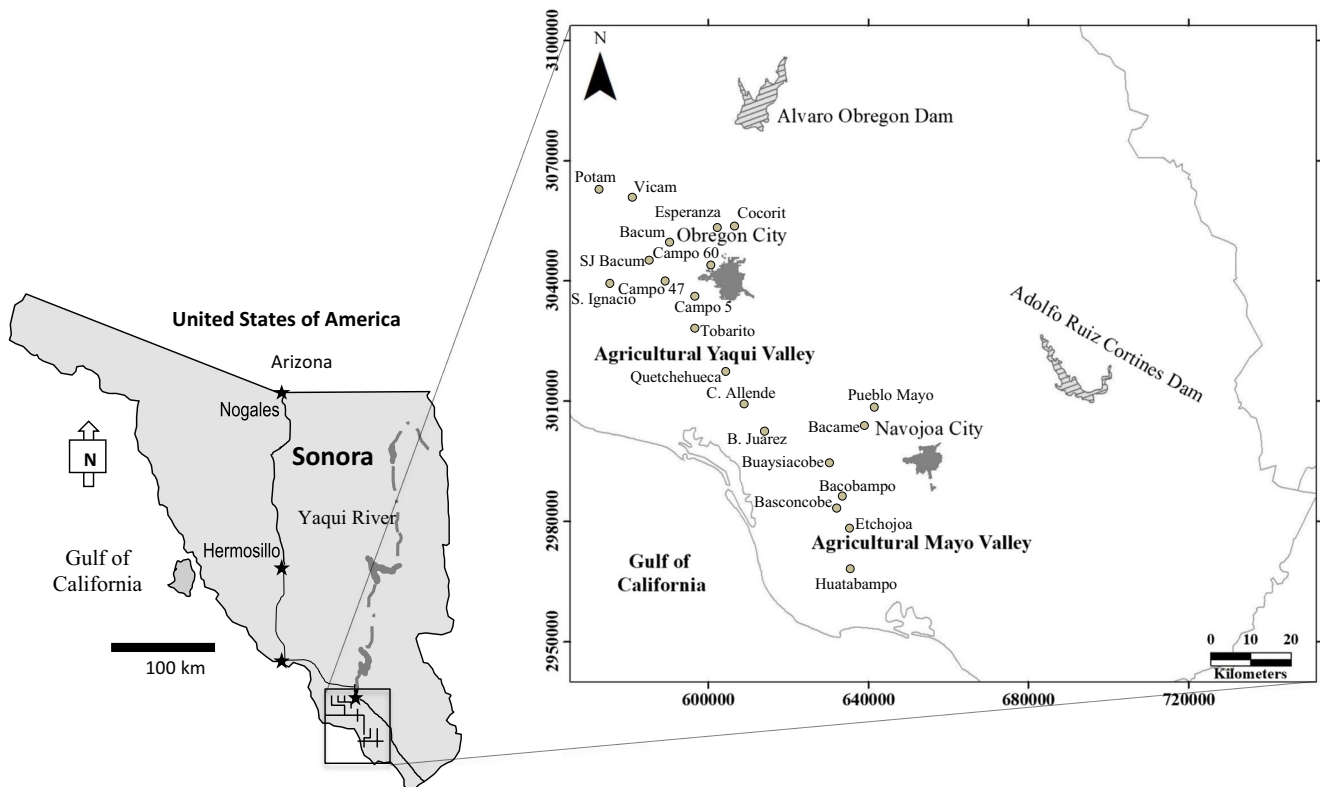 United States of America
Arizona
Nogales
N
Sonora
Yaqui River
Hermosillo
Gulf of
California
100 km
N
3100000
3070000
3040000
3010000
2980000
2950000
Alvaro Obregon Dam
Potam
Vicam
Esperanza
Cocorit
Bacum
Obregon City
SJ Bacum
Campo 60
S. Ignacio
Campo 47
Campo 5
Tobarito
Adolfo Ruiz Cortines Dam
Agricultural Yaqui Valley
Quetchehueca
C. Allende
Pueblo Mayo
B. Juárez
Bacame
Navojoa City
Buaysiacobe
Bacobampo
Basconcobe
Etchojoa
Agricultural Mayo Valley
Gulf of
California
Huatabampo
0 10 20
Kilometers
600000 640000 680000 720000